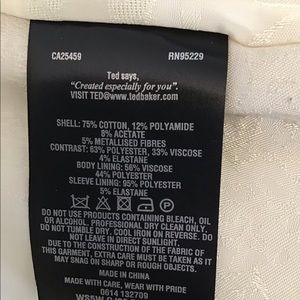 CA25459 RN95229
Ted says,
"Created especially for you".
VISIT TED@www.tedbaker.com
SHELL: 75% COTTON, 12% POLYAMIDE
8% ACETATE
5% METALLISED FIBRES
CONTRAST: 63% POLYESTER, 33% VISCOSE
4% ELASTANE
BODY LINING: 56% VISCOSE
44% POLYESTER
SLEEVE LINING: 95% POLYESTER
5% ELASTANE
DO NOT USE PRODUCTS CONTAINING BLEACH, OIL
OR ALCOHOL. PROFESSIONAL DRY CLEAN ONLY.
DO NOT TUMBLE DRY. COOL IRON ON REVERSE. DO
NOT LEAVE IN DIRECT SUNLIGHT.
DUE TO THE CONSTRUCTION OF THE FABRIC OF
THIS GARMENT, EXTRA CARE MUST BE TAKEN AS IT
MAY SNAG ON SHARP OR ROUGH OBJECTS.
MADE IN CHINA
MADE WITH CARE, WEAR WITH PRIDE
0614 132709